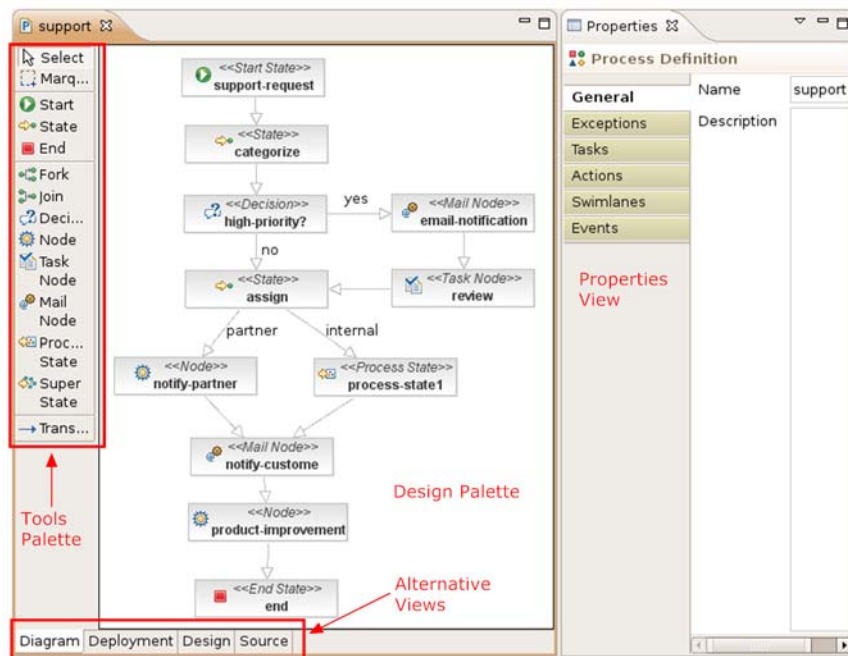 support
Select
Marq...
Start
State
End
Fork
Join
Deci...
Node
Task
Node
Mail
Node
Proc...
State
Super
State
Trans...
Tools
Palette
<<Start State>>
support-request
<<State>>
categorize
<<Decision>>
high-priority?
yes
<<Mail Node>>
email-notification
no
<<State>>
assign
<<Task Node>>
review
partner
internal
<<Node>>
notify-partner
<<Process State>>
process-state1
<<Mail Node>>
notify-custome
Design Palette
<<Node>>
product-improvement
<<End State>>
end
Alternative
Views
Diagram Deployment Design Source
Properties
Process Definition
General
Exceptions
Tasks
Actions
Swimlanes
Events
Name support
Description
Properties
View